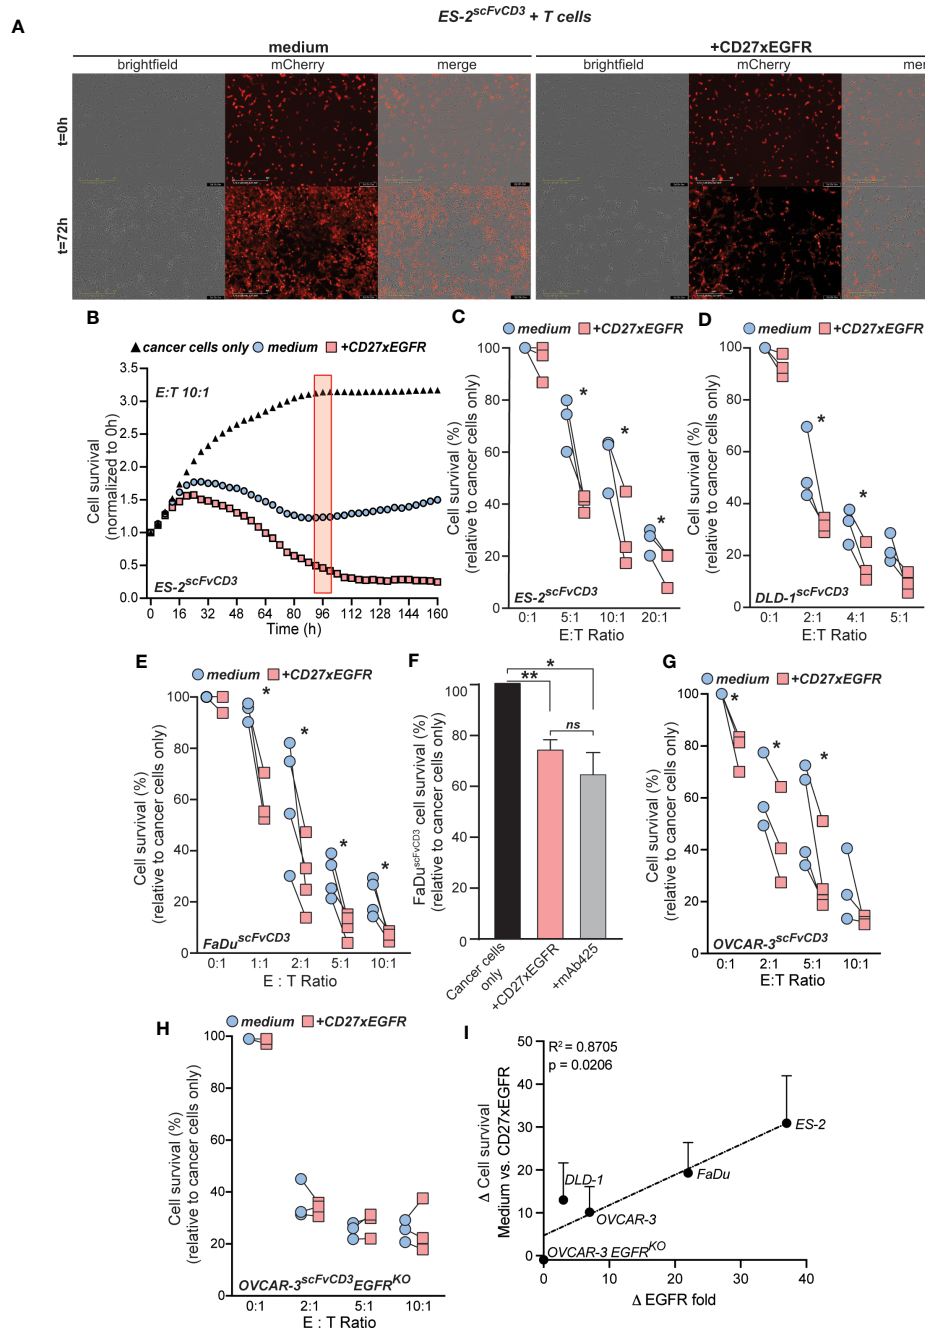 ES-2scFvCD3 + T cells
A
medium
+CD27xEGFR
brightfield
mCherry
merge
brightfield
mCherry
mer
t=0h
t=72h
B
▲cancer cells only medium +CD27xEGFR
E:T 10:1
Cell survival
(normalized to 0h)
3.5
3.0
2.5
2.0
1.5
1.0
0.5
0.0
ES-2scFvCD3
0 16 32 48 64 80 96 112 128 144 160
Time (h)
C
medium +CD27xEGFR
Cell survival (%)
(relative to cancer cells only)
100
80
60
40
20
0
*
*
*
ES-2scFvCD3
0:1 5:1 10:1 20:1
E:T Ratio
D
medium +CD27xEGFR
Cell survival (%)
(relative to cancer cells only)
100
80
60
40
20
0
*
*
DLD-1scFvCD3
0:1 2:1 4:1 5:1
E:T Ratio
E
medium +CD27xEGFR
Cell survival (%)
(relative to cancer cells only)
100
80
60
40
20
0
*
*
*
*
FaDuscFvCD3
0:1 1:1 2:1 5:1 10:1
E : T Ratio
F
FaDuscFvCD3 cell survival (%)
(relative to cancer cells only)
100
80
60
40
20
0
*
**
ns
Cancer cells
only
+CD27xEGFR
+mAb425
G
medium +CD27xEGFR
Cell survival (%)
(relative to cancer cells only)
100
80
60
40
20
0
*
*
*
OVCAR-3scFvCD3
0:1 2:1 5:1 10:1
E:T Ratio
H
medium +CD27xEGFR
Cell survival (%)
(relative to cancer cells only)
100
80
60
40
20
0
OVCAR-3scFvCD3EGFRKO
0:1 2:1 5:1 10:1
E : T Ratio
I
Δ Cell survival
Medium vs. CD27xEGFR
50
40
30
20
10
0
R2 = 0.8705
p = 0.0206
ES-2
FaDu
DLD-1
OVCAR-3
OVCAR-3 EGFRKO
0 10 20 30 40
Δ EGFR fold